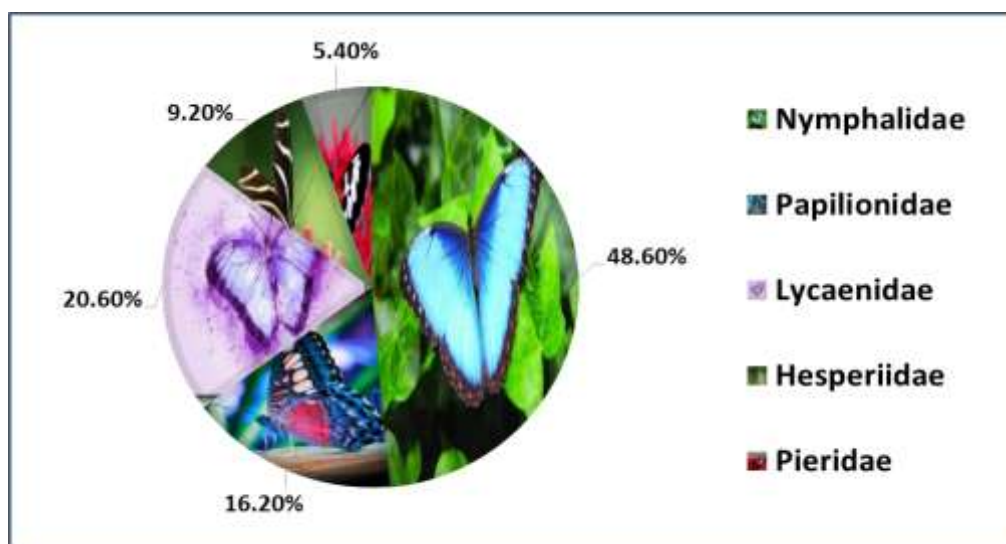 5.40%
9.20%
48.60%
20.60%
16.20%
Nymphalidae
Papilionidae
Lycaenidae
Hesperiidae
Pieridae